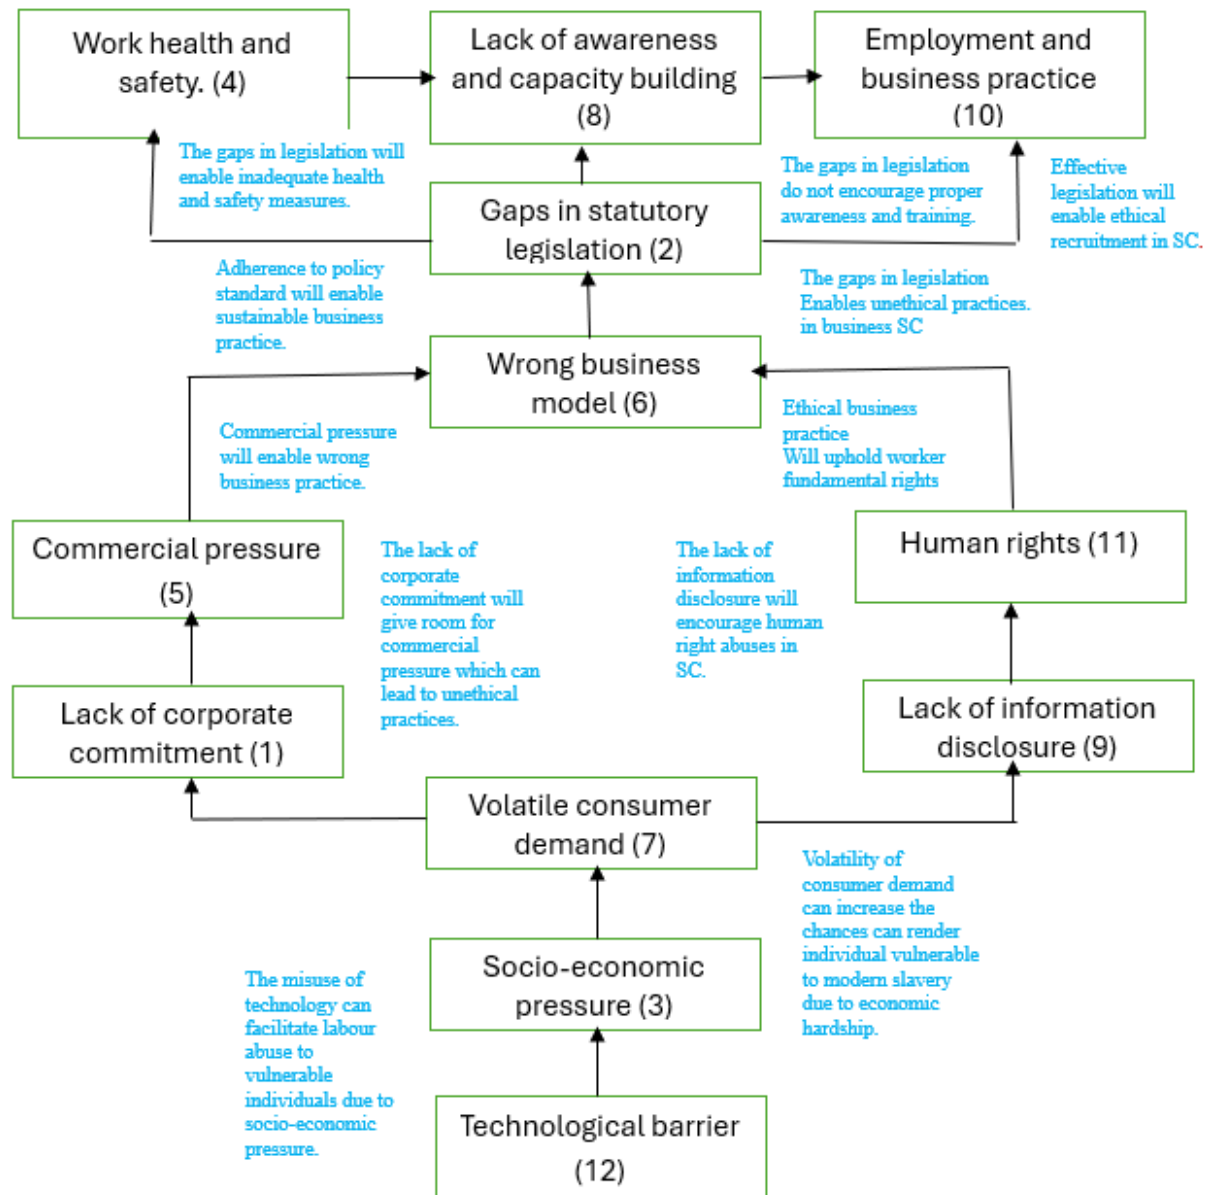 Work health and
safety. (4)
Lack of awareness
and capacity building
(8)
Employment and
business practice
(10)
The gaps in legislation will
enable inadequate health
and safety measures.
The gaps in legislation
do not encourage proper
awareness and training.
Effective
legislation will
enable ethical
recruitment in SC.
Gaps in statutory
legislation (2)
Adherence to policy
standard will enable
sustainable business
practice.
The gaps in legislation
Enables unethical practices.
in business SC
Wrong business
model (6)
Commercial pressure
will enable wrong
business practice.
Ethical business
practice
Will uphold worker
fundamental rights
Commercial pressure
(5)
The lack of
corporate
commitment will
give room for
commercial
pressure which can
lead to unethical
practices.
The lack of
information
disclosure will
encourage human
right abuses in
SC.
Human rights (11)
Lack of corporate
commitment (1)
Lack of information
disclosure (9)
Volatile consumer
demand (7)
Volatility of
consumer demand
can increase the
chances can render
individual vulnerable
to modern slavery
due to economic
hardship.
Socio-economic
pressure (3)
The misuse of
technology can
facilitate labour
abuse to
vulnerable
individuals due to
socio-economic
pressure.
Technological barrier
(12)